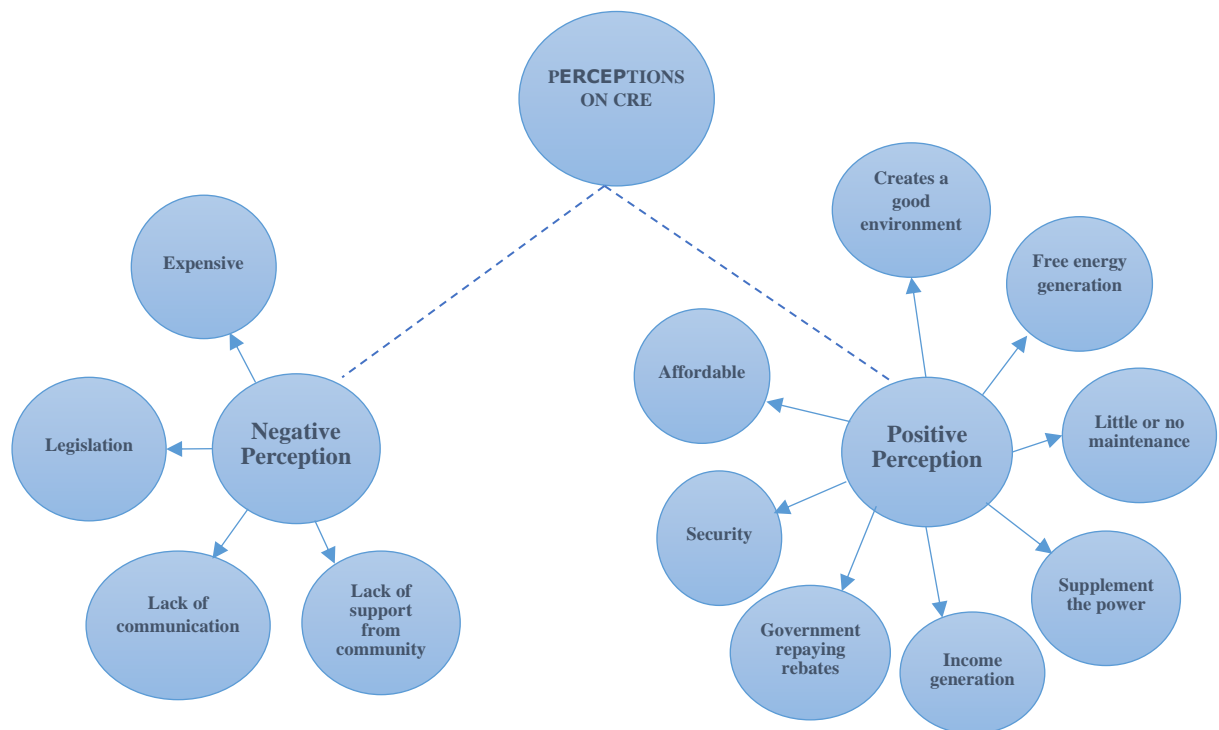 PERCEPTIONS
ON CRE
Expensive
Legislation
Negative
Perception
Lack of
communication
Lack of
support
from
community
Creates a
good
environment
Free energy
generation
Affordable
Positive
Perception
Little or no
maintenance
Security
Supplement
the power
Government
repaying
rebates
Income
generation